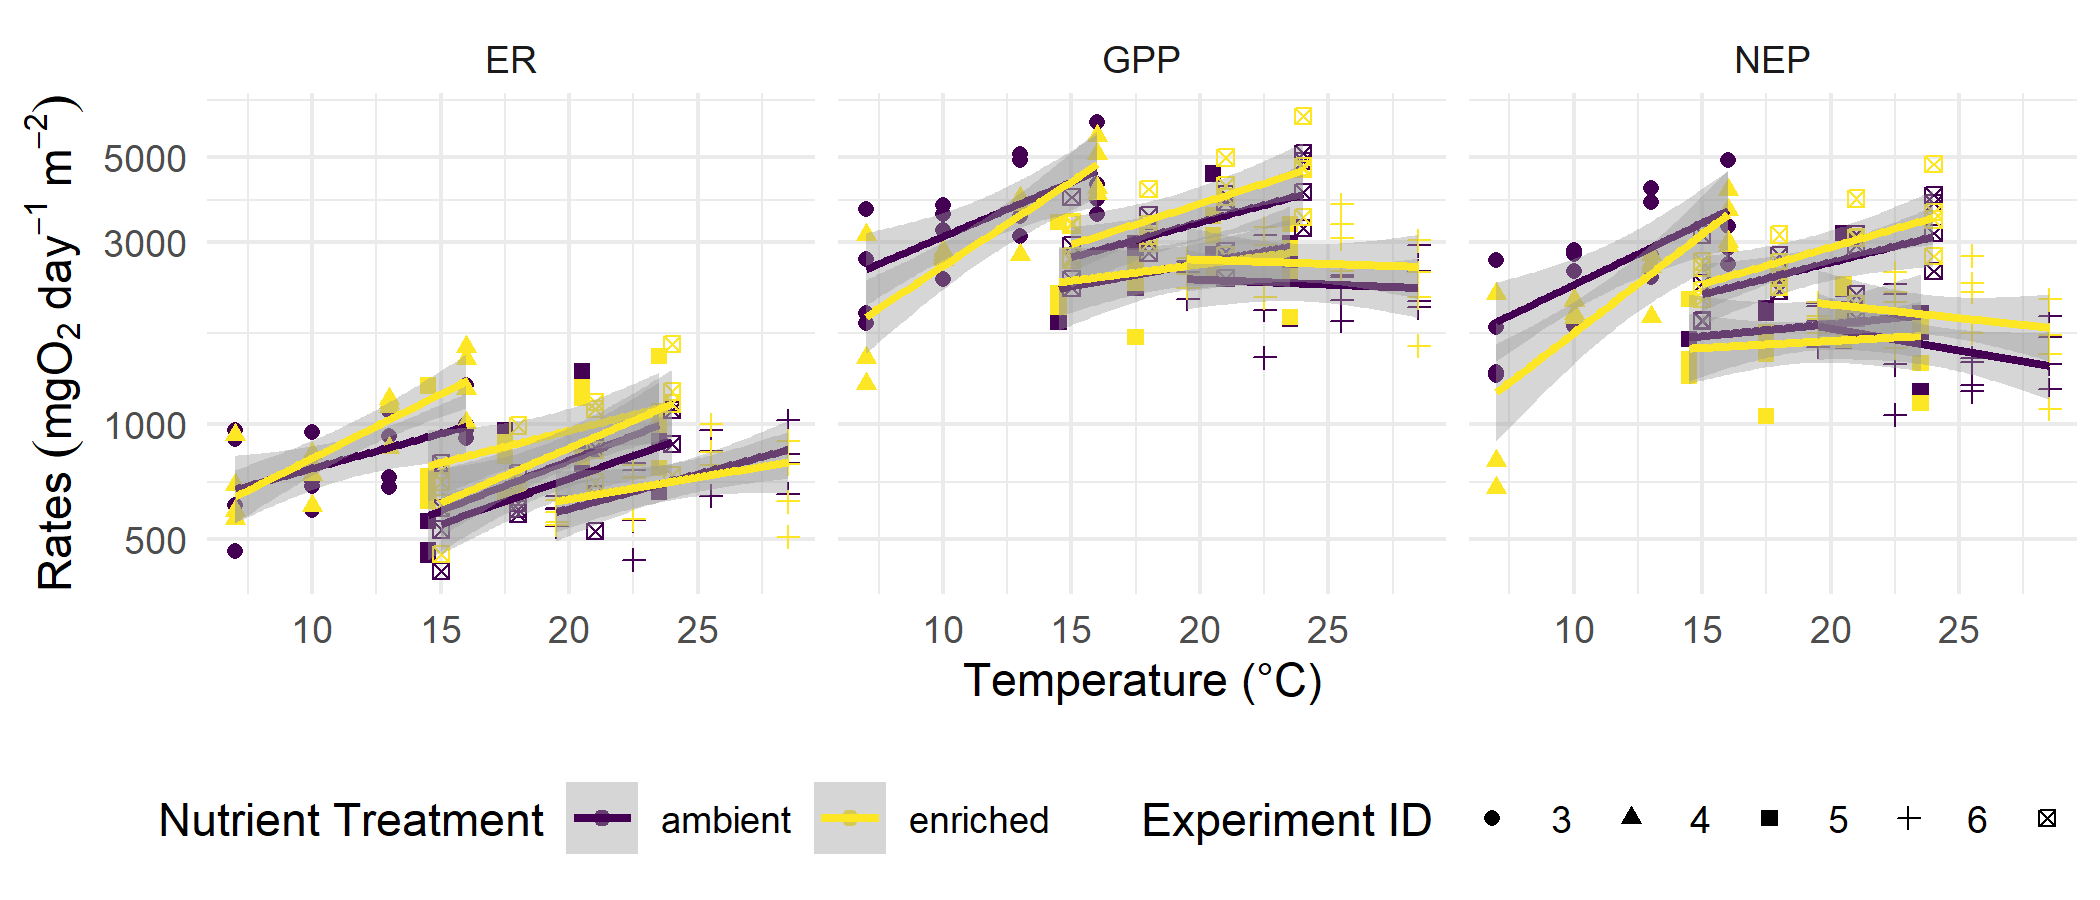 ER GPP NEP
Rates (mgO₂ day⁻¹ m⁻²)
5000
3000
1000
500
10 15 20 25 10 15 20 25 10 15 20 25
Temperature (°C)
Nutrient Treatment ambient enriched Experiment ID 3 4 5 6